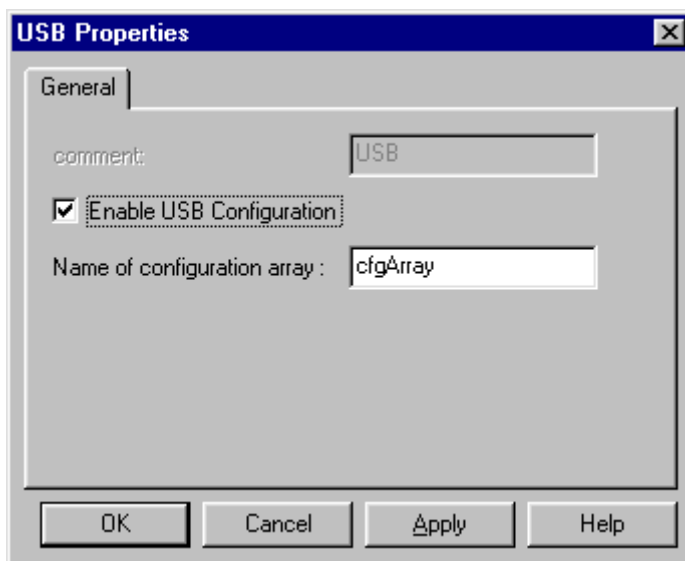 USB Properties
General
comment: USB
Enable USB Configuration
Name of configuration array : cfgArray
OK Cancel Apply Help